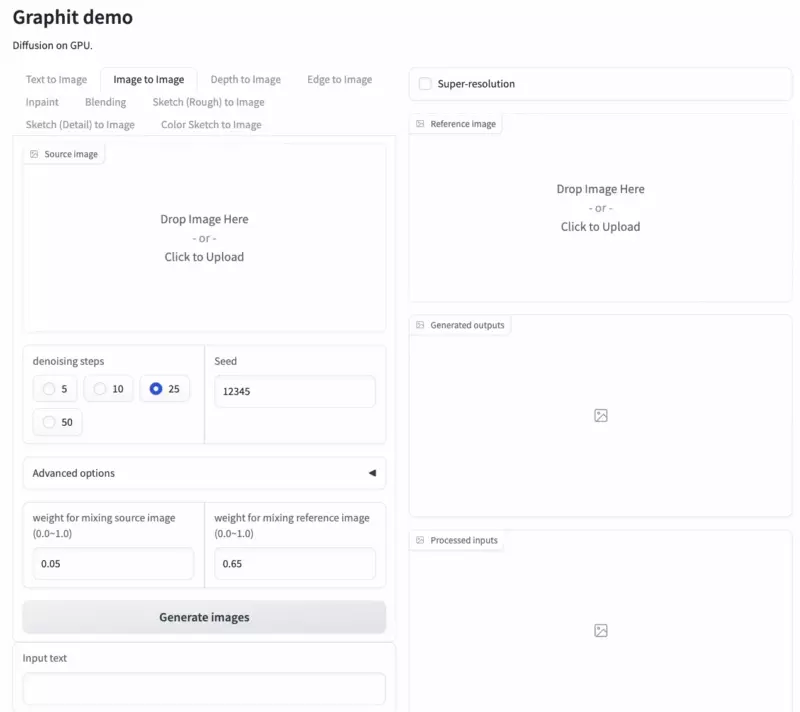 Graphit demo
Diffusion on GPU.
Text to Image Image to Image Depth to Image Edge to Image
Inpaint Blending Sketch (Rough) to Image
Sketch (Detail) to Image Color Sketch to Image
Source image
Drop Image Here
- or -
Click to Upload
denoising steps
5 10 25
50
Seed
12345
Advanced options
weight for mixing source image
(0.0~1.0)
0.05
weight for mixing reference image
(0.0~1.0)
0.65
Generate images
Input text
Super-resolution
Reference image
Drop Image Here
- or -
Click to Upload
Generated outputs
Processed inputs